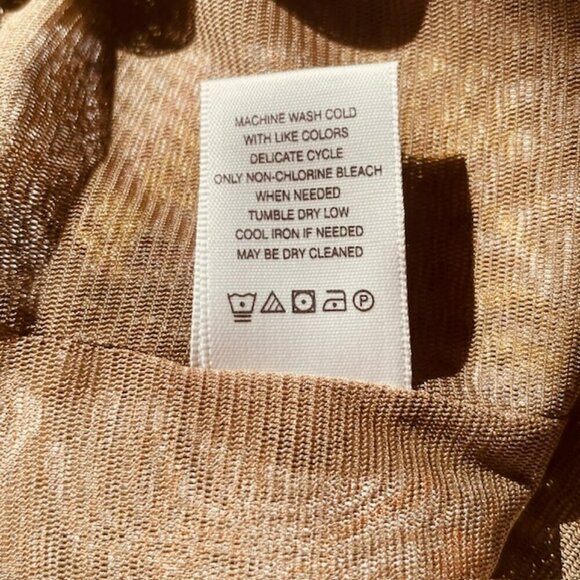 MACHINE WASH COLD
WITH LIKE COLORS
DELICATE CYCLE
ONLY NON-CHLORINE BLEACH
WHEN NEEDED
TUMBLE DRY LOW
COOL IRON IF NEEDED
MAY BE DRY CLEANED
P